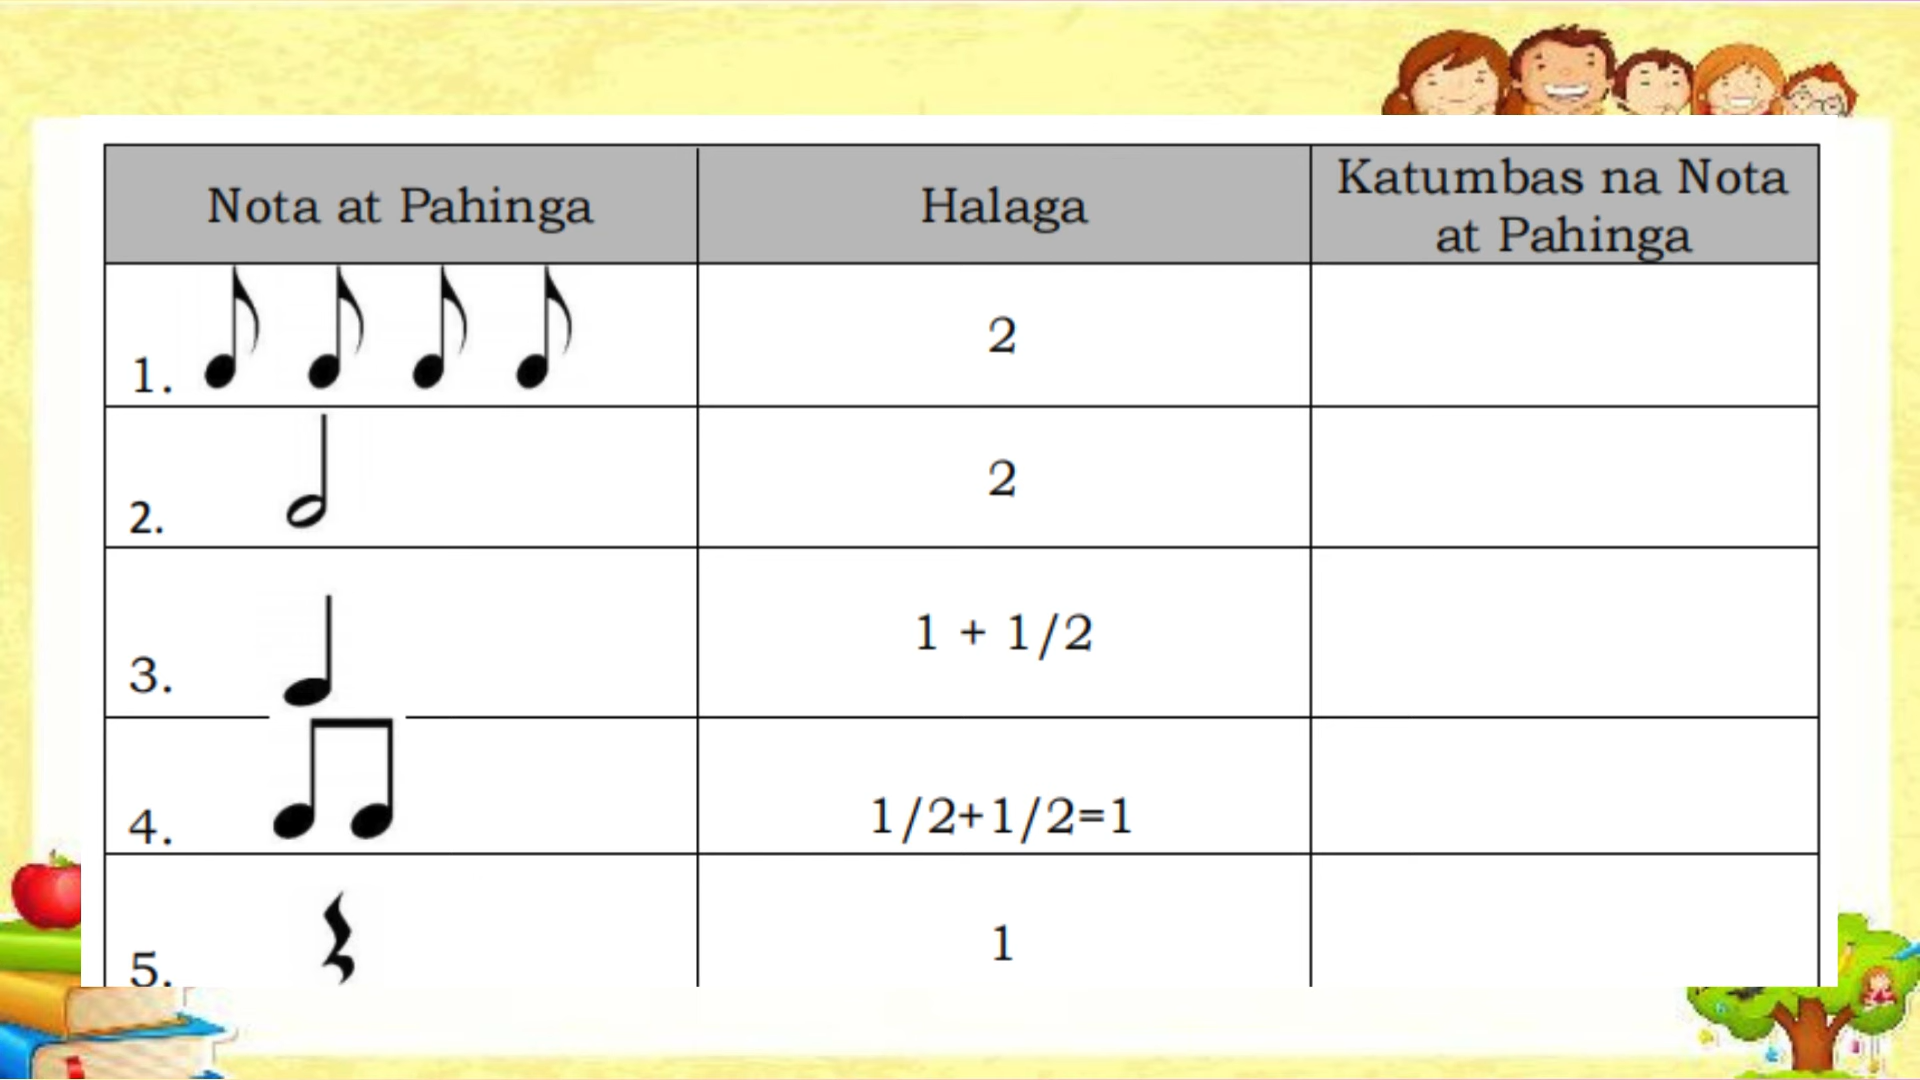 Nota at Pahinga
Halaga
Katumbas na Nota
at Pahinga
1.
2
2.
2
3.
1 + 1/2
4.
1/2+1/2=1
5.
1